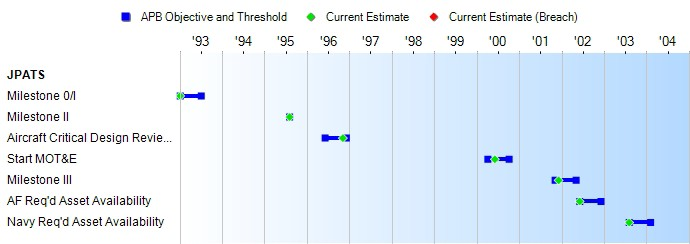 APB Objective and Threshold Current Estimate Current Estimate (Breach)
'93 '94 '95 '96 '97 '98 '99 '00 '01 '02 '03 '04
JPATS
Milestone 0/I
Milestone II
Aircraft Critical Design Revie...
Start MOT&E
Milestone III
AF Req'd Asset Availability
Navy Req'd Asset Availability